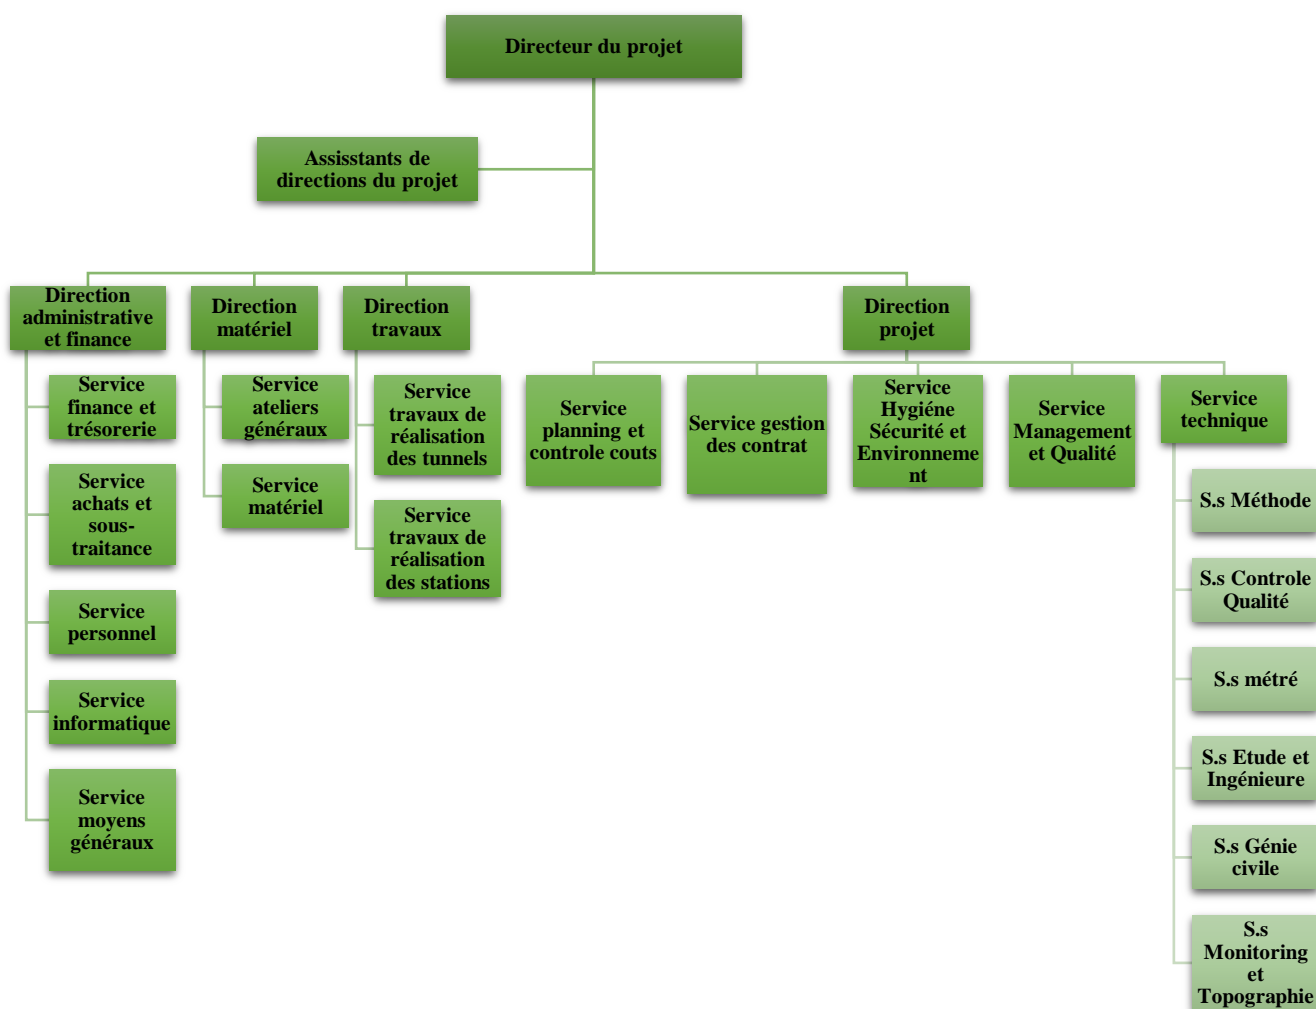 Directeur du projet
Assisstants de
directions du projet
Direction
administrative
et finance
Service
finance et
trésorerie
Service
achats et
sous-
traitance
Service
personnel
Service
informatique
Service
moyens
généraux
Direction
matériel
Service
ateliers
généraux
Service
matériel
Direction
travaux
Service
travaux de
réalisation
des tunnels
Service
travaux de
réalisation
des stations
Direction
projet
Service
planning et
controle couts
Service gestion
des contrat
Service
Hygiéne
Sécurité et
Environneme
nt
Service
Management
et Qualité
Service
technique
S.s Méthode
S.s Controle
Qualité
S.s métré
S.s Etude et
Ingénieure
S.s Génie
civile
S.s
Monitoring
et
Topographie